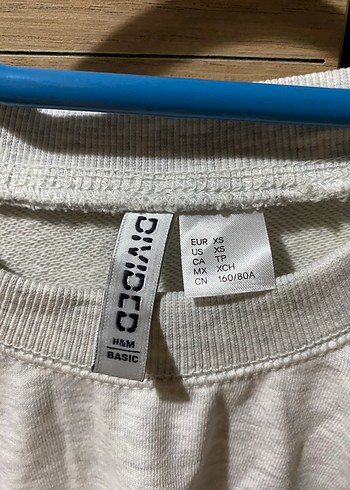 DIVIDED
H&M
BASIC
EUR XS
US XS
CA TP
MX XCH
CN 160/80A